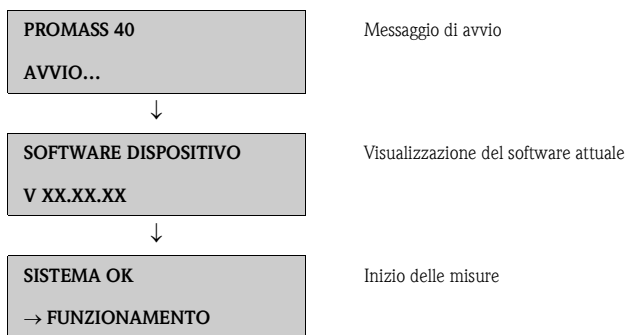 PROMASS 40 Messaggio di avvio
AVVIO...
↓
SOFTWARE DISPOSITIVO Visualizzazione del software attuale
V XX.XX.XX
↓
SISTEMA OK Inizio delle misure
→ FUNZIONAMENTO